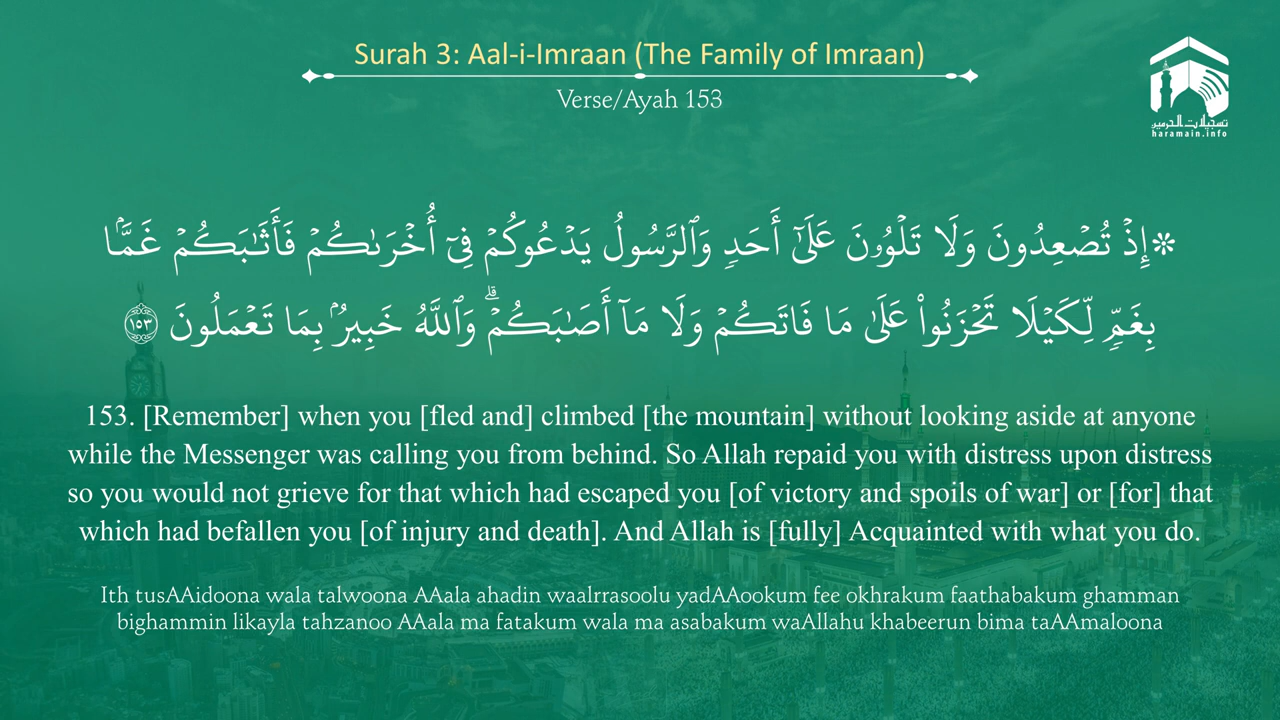 Surah 3: Aal-i-Imraan (The Family of Imraan)
Verse/Ayah 153
تسجيلات الحرمين
haramain.info
۞إِذۡ تُصۡعِدُونَ وَلَا تَلۡوُۥنَ عَلَىٰٓ أَحَدٖ وَٱلرَّسُولُ يَدۡعُوكُمۡ فِيٓ أُخۡرَىٰكُمۡ فَأَثَٰبَكُمۡ غَمَّۢا
بِغَمّٖ لِّكَيۡلَا تَحۡزَنُواْ عَلَىٰ مَا فَاتَكُمۡ وَلَا مَآ أَصَٰبَكُمۡۗ وَٱللَّهُ خَبِيرُۢ بِمَا تَعۡمَلُونَ ١٥٣
153. [Remember] when you [fled and] climbed [the mountain] without looking aside at anyone
while the Messenger was calling you from behind. So Allah repaid you with distress upon distress
so you would not grieve for that which had escaped you [of victory and spoils of war] or [for] that
which had befallen you [of injury and death]. And Allah is [fully] Acquainted with what you do.
Ith tusAAidoona wala talwoona AAala ahadin waalrrasoolu yadAAookum fee okhrakum faathabakum ghamman
bighammin likayla tahzanoo AAala ma fatakum wala ma asabakum waAllahu khabeerun bima taAAmaloona